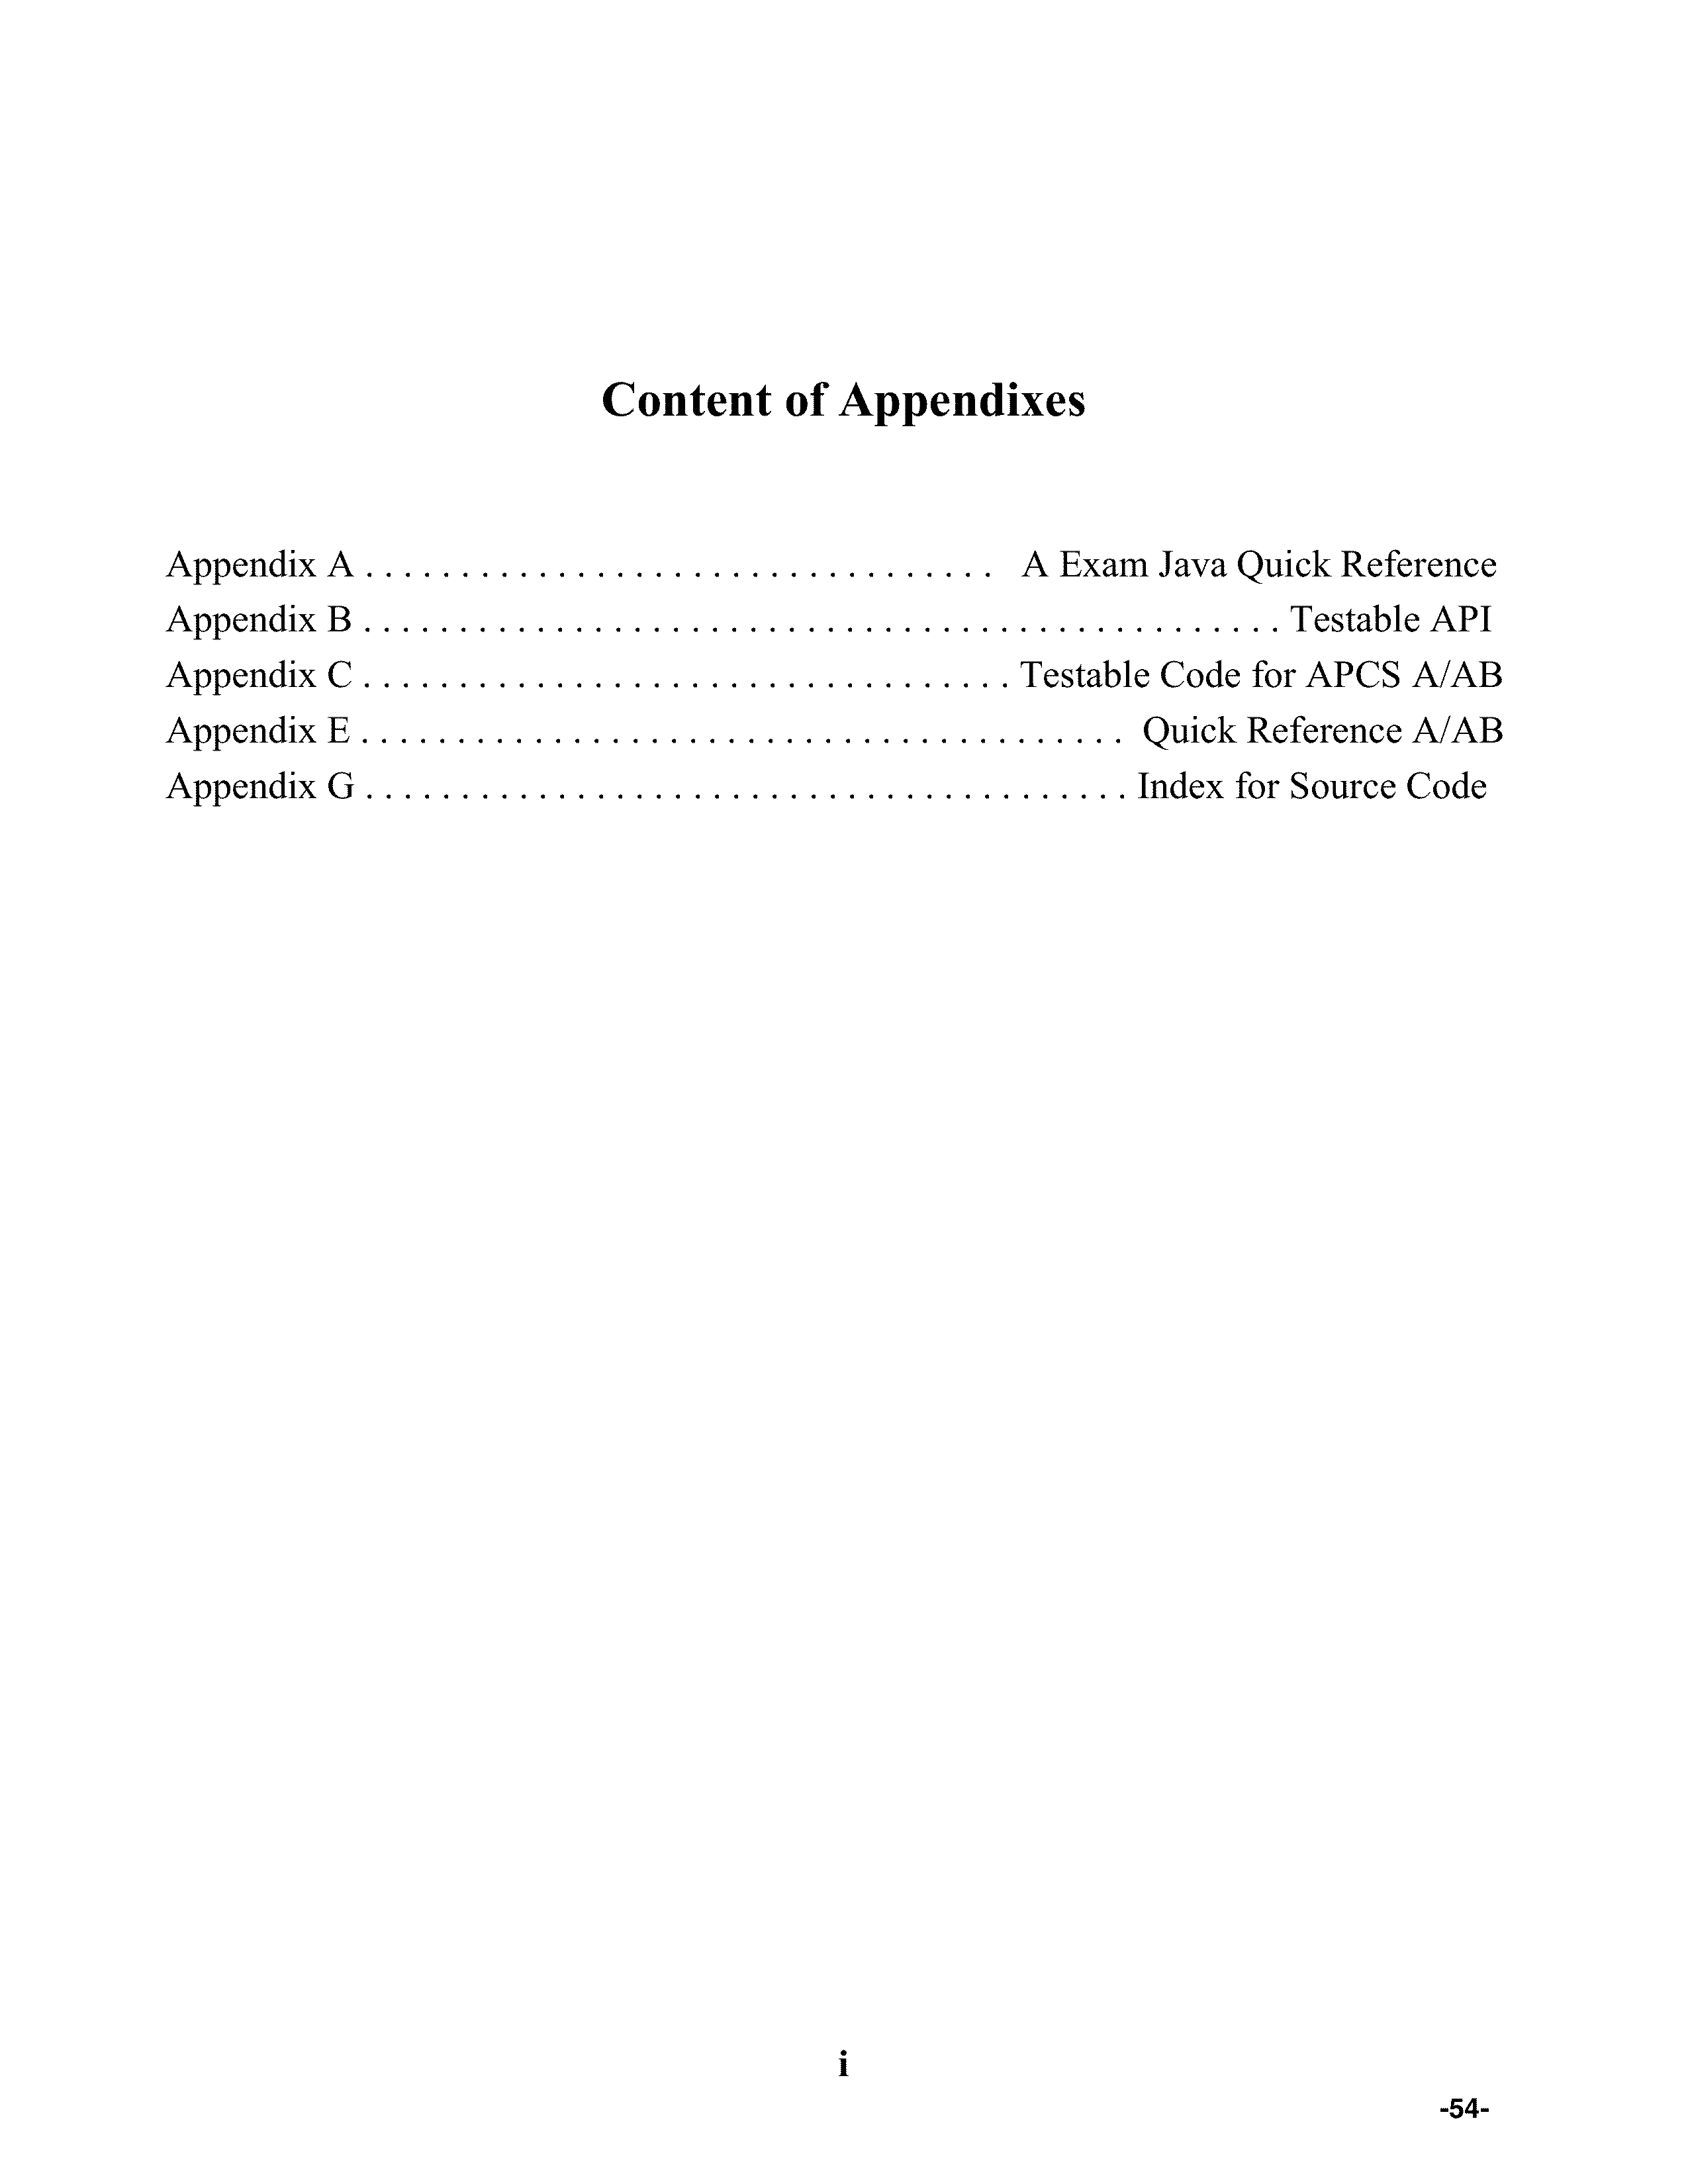 Content of Appendixes
Appendix A . . . . . . . . . . . . . . . . . . . . . . . . . . . . . . . . . A Exam Java Quick Reference
Appendix B . . . . . . . . . . . . . . . . . . . . . . . . . . . . . . . . . . . . . . . . . . . . . . . . Testable API
Appendix C . . . . . . . . . . . . . . . . . . . . . . . . . . . . . . . . . . Testable Code for APCS A/AB
Appendix E . . . . . . . . . . . . . . . . . . . . . . . . . . . . . . . . . . . . . . . . Quick Reference A/AB
Appendix G . . . . . . . . . . . . . . . . . . . . . . . . . . . . . . . . . . . . . . . . Index for Source Code
i
-54-